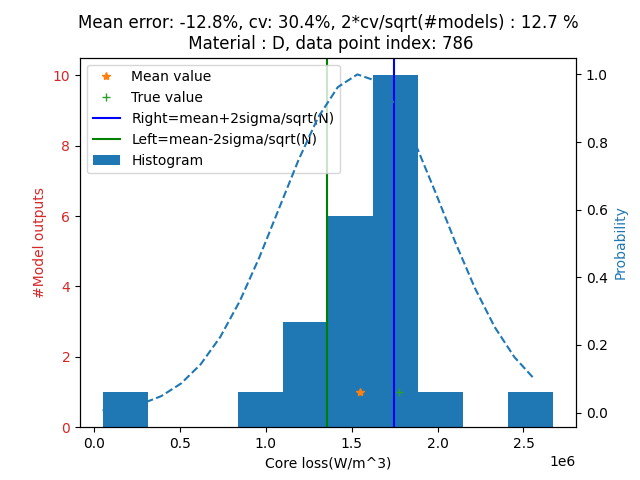 Mean error: -12.8%, cv: 30.4%, 2*cv/sqrt(#models) : 12.7 %
Material : D, data point index: 786
Mean value
True value
Right=mean+2sigma/sqrt(N)
Left=mean-2sigma/sqrt(N)
Histogram
#Model outputs
10
8
6
4
2
0
Probability
1.0
0.8
0.6
0.4
0.2
0.0
0.0 0.5 1.0 1.5 2.0 2.5
1e6
Core loss(W/m^3)